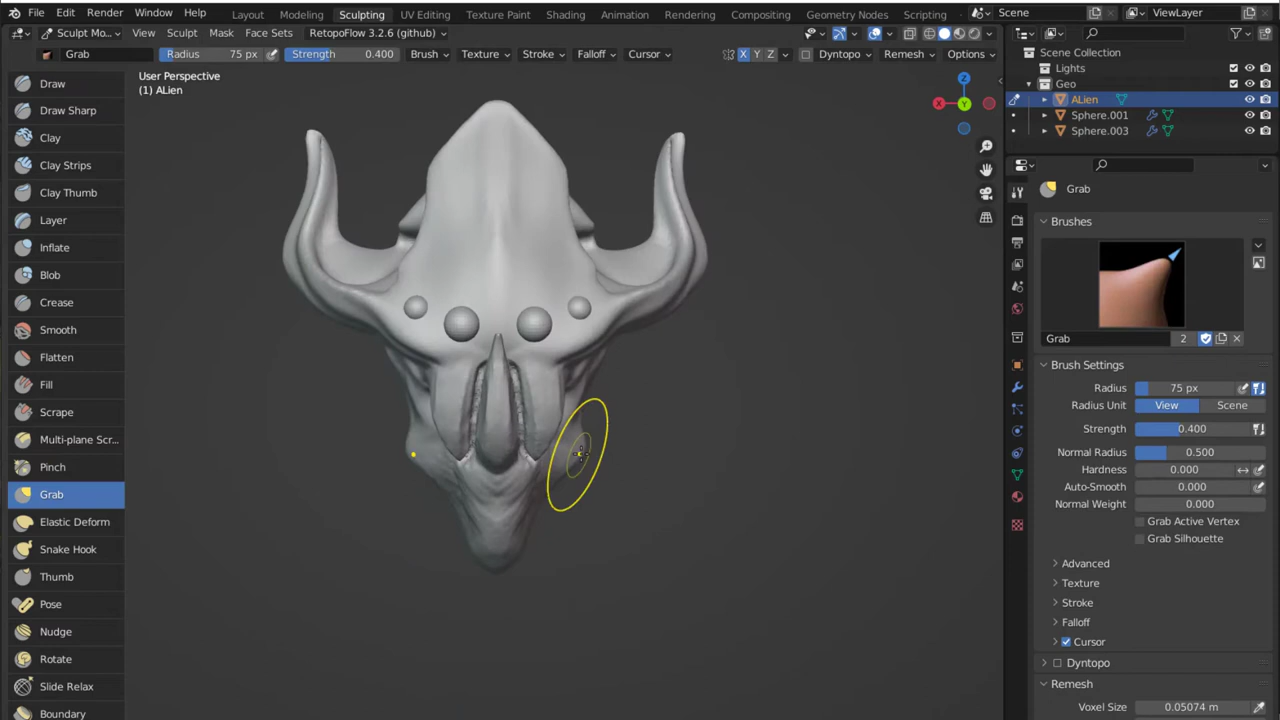 File Edit Render Window Help Layout Modeling Sculpting UV Editing Texture Paint Shading Animation Rendering Compositing Geometry Nodes Scripting Scene ViewLayer
Sculpt Mo... View Sculpt Mask Face Sets RetopoFlow 3.2.6 (github)
Grab Radius 75 px Strength 0.400 Brush Texture Stroke Falloff Cursor X Y Z Dyntopo Remesh Options
User Perspective
(1) ALien
Z
X
Y
Draw
Draw Sharp
Clay
Clay Strips
Clay Thumb
Layer
Inflate
Blob
Crease
Smooth
Flatten
Fill
Scrape
Multi-plane Scr...
Pinch
Grab
Elastic Deform
Snake Hook
Thumb
Pose
Nudge
Rotate
Slide Relax
Boundary
Scene Collection
Lights
Geo
ALien
Sphere.001
Sphere.003
Grab
Brushes
Grab 2
Brush Settings
Radius 75 px
Radius Unit View Scene
Strength 0.400
Normal Radius 0.500
Hardness 0.000
Auto-Smooth 0.000
Normal Weight 0.000
Grab Active Vertex
Grab Silhouette
Advanced
Texture
Stroke
Falloff
Cursor
Dyntopo
Remesh
Voxel Size 0.05074 m